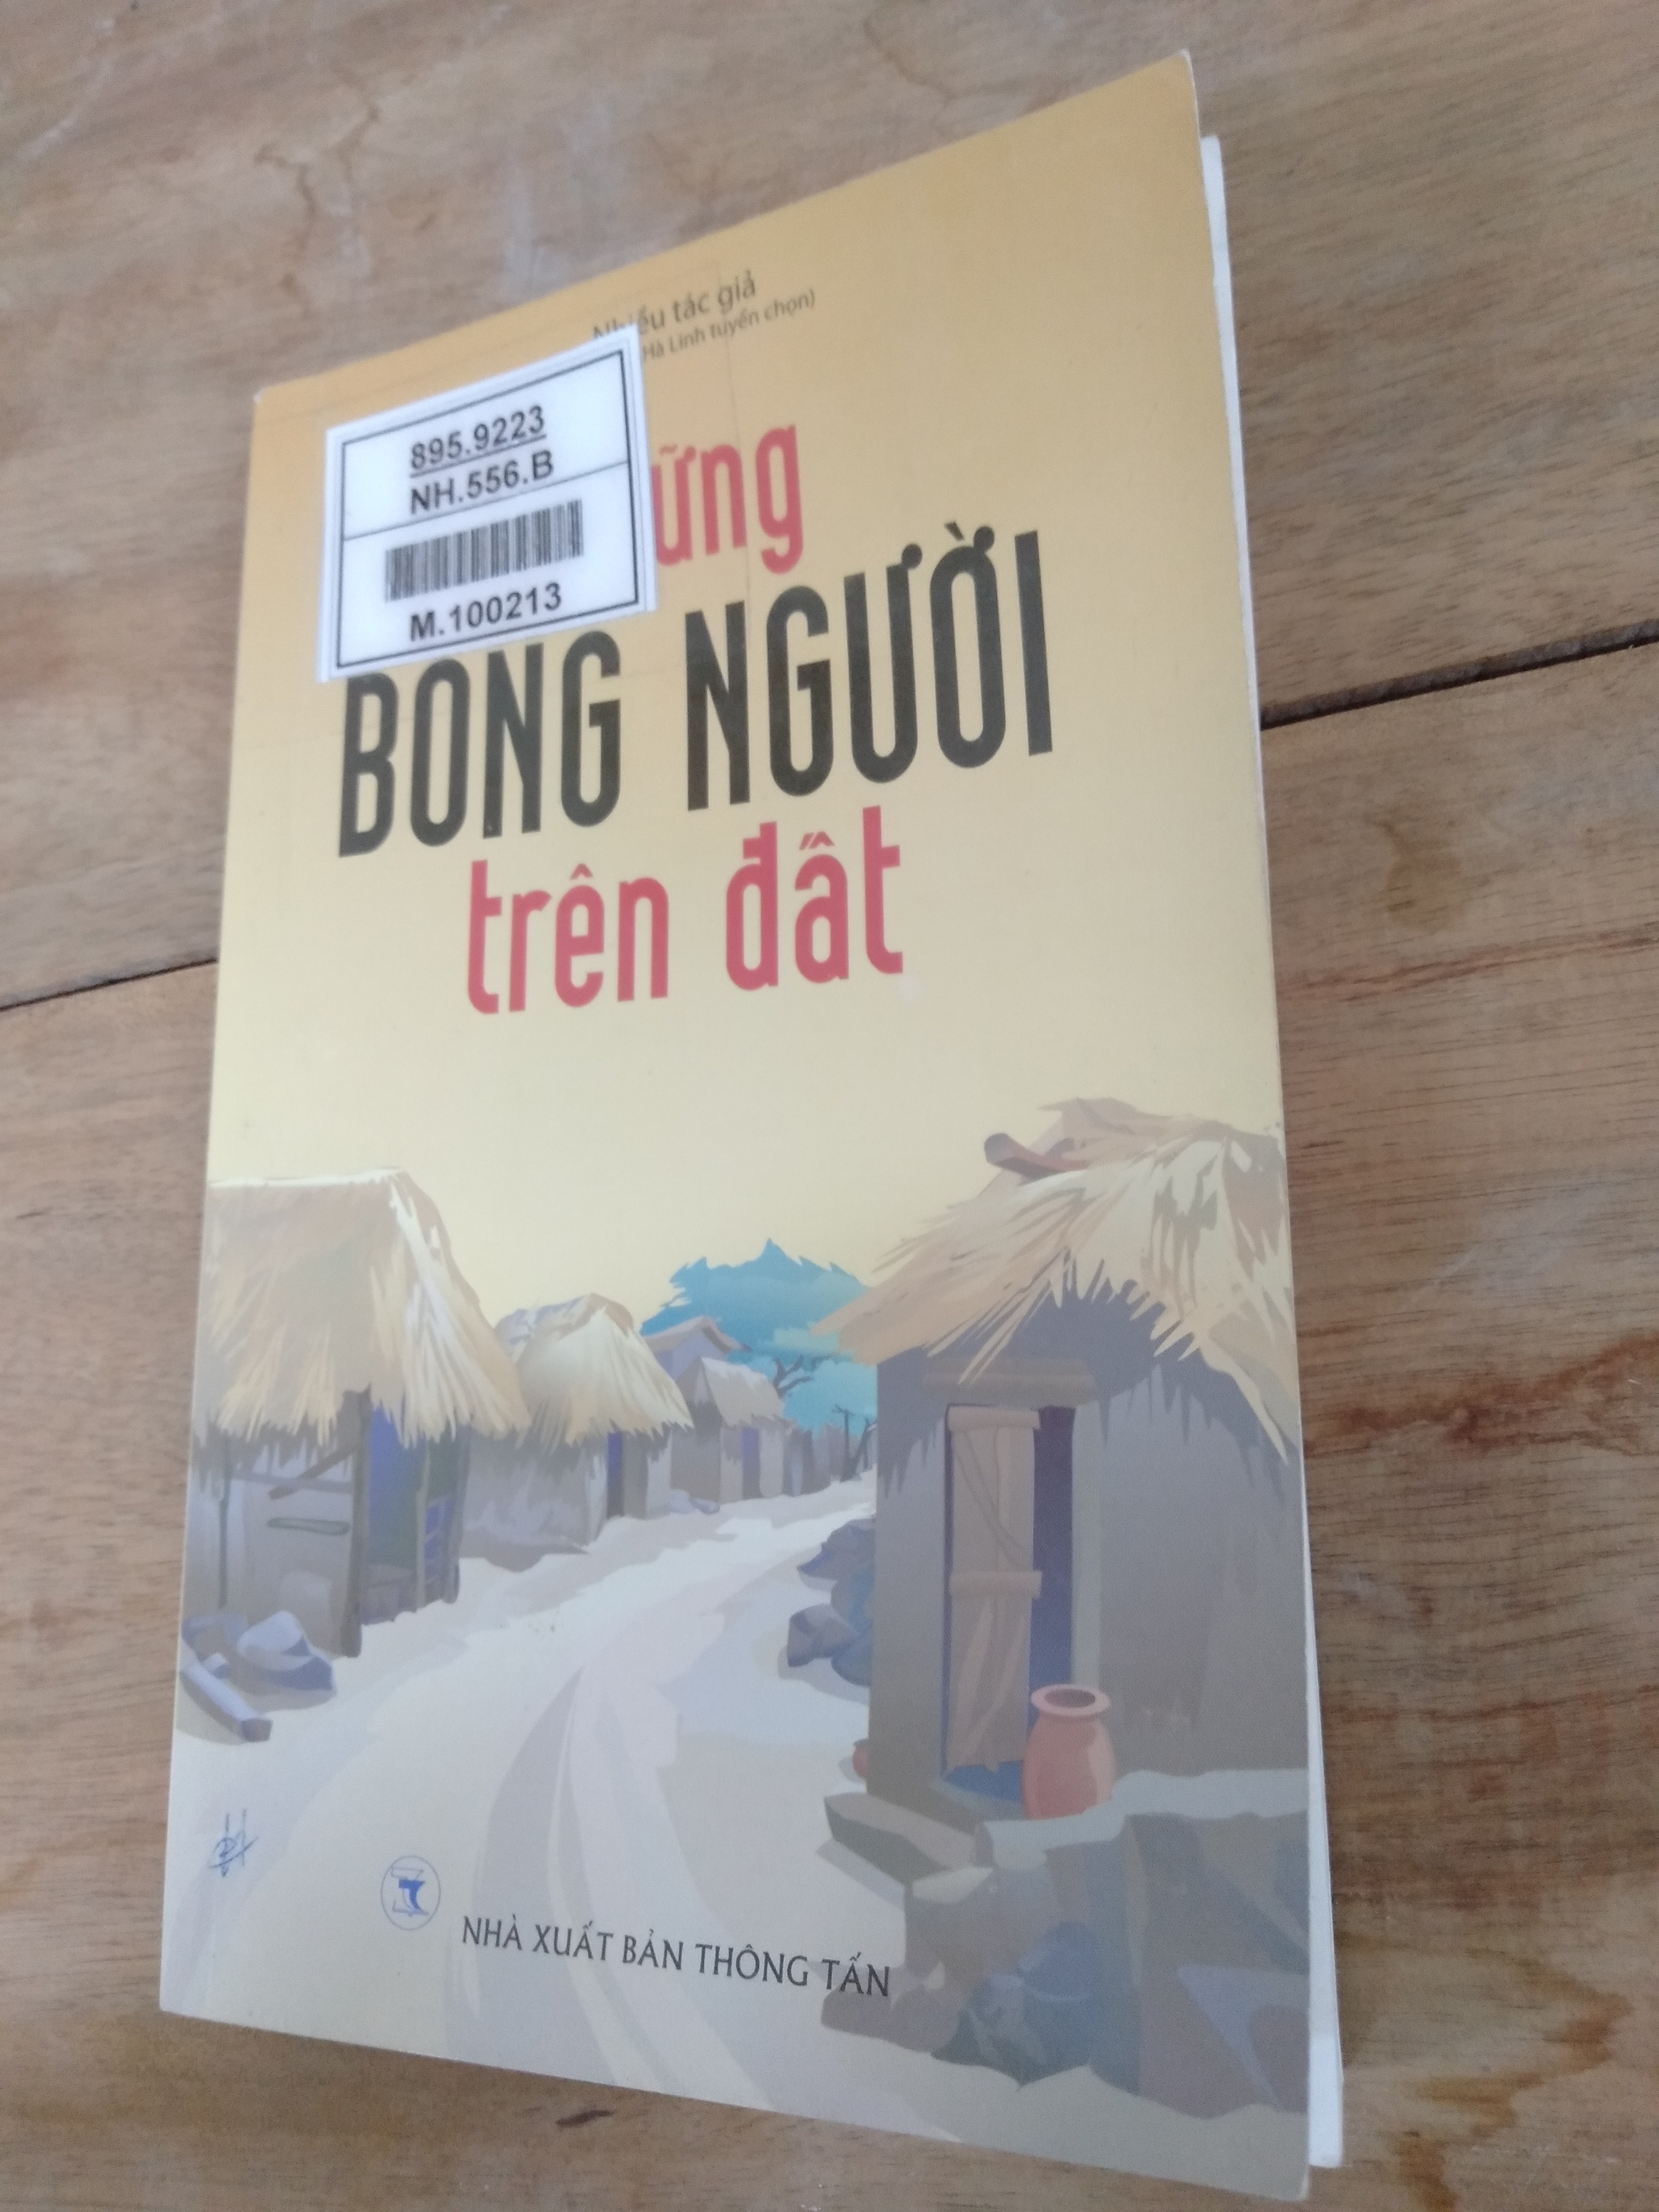 Nhiều tác giả
Hà Linh tuyển chọn)
895.9223
NH.556.B
M.100213
ững
BÓNG NGƯỜI
trên đất
NHÀ XUẤT BẢN THÔNG TẤN